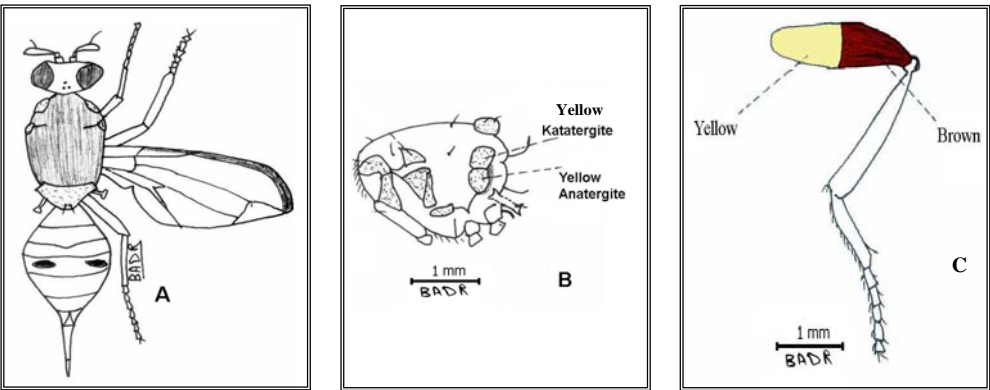 BADR
A
Yellow
Katatergite
Yellow
Anatergite
1 mm
BADR
B
Yellow
Brown
C
1 mm
BADR